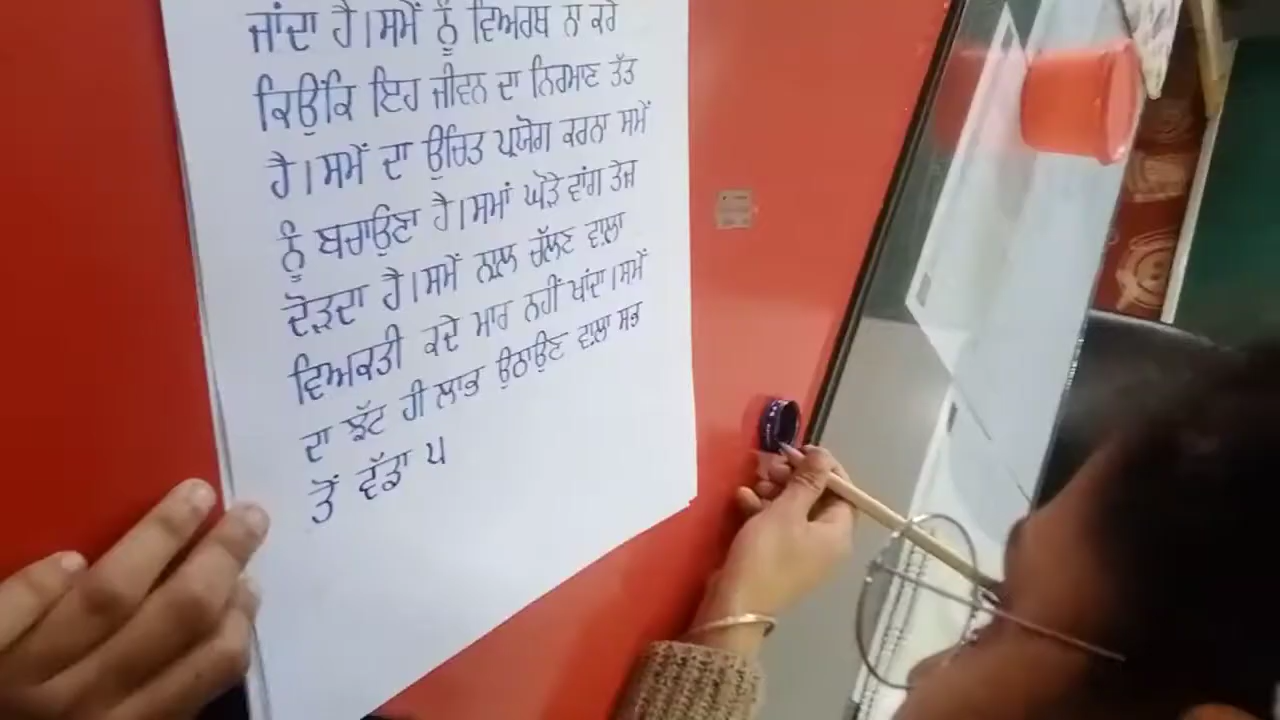 ਜਾਂਦਾ ਹੈ।ਸਮੇਂ ਨੂੰ ਵਿਅਰਥ ਨਾ ਕਰੋ
ਕਿਉਂਕਿ ਇਹ ਜੀਵਨ ਦਾ ਨਿਰਮਾਣ ਤੱਤ
ਹੈ।ਸਮੇਂ ਦਾ ਉਚਿਤ ਪ੍ਰਯੋਗ ਕਰਨਾ ਸਮੇਂ
ਨੂੰ ਬਚਾਉਣਾ ਹੈ।ਸਮਾਂ ਘੋੜੇ ਵਾਂਗ ਤੇਜ਼
ਦੋੜਦਾ ਹੈ।ਸਮੇਂ ਨਾਲ ਚੱਲਣ ਵਾਲਾ
ਵਿਅਕਤੀ ਕਦੇ ਮਾਰ ਨਹੀਂ ਖਾਂਦਾ।ਸਮੇਂ
ਦਾ ਝੱਟ ਹੀ ਲਾਭ ਉਠਾਉਣ ਵਾਲਾ ਸਭ
ਤੋਂ ਵੱਡਾ ਪ